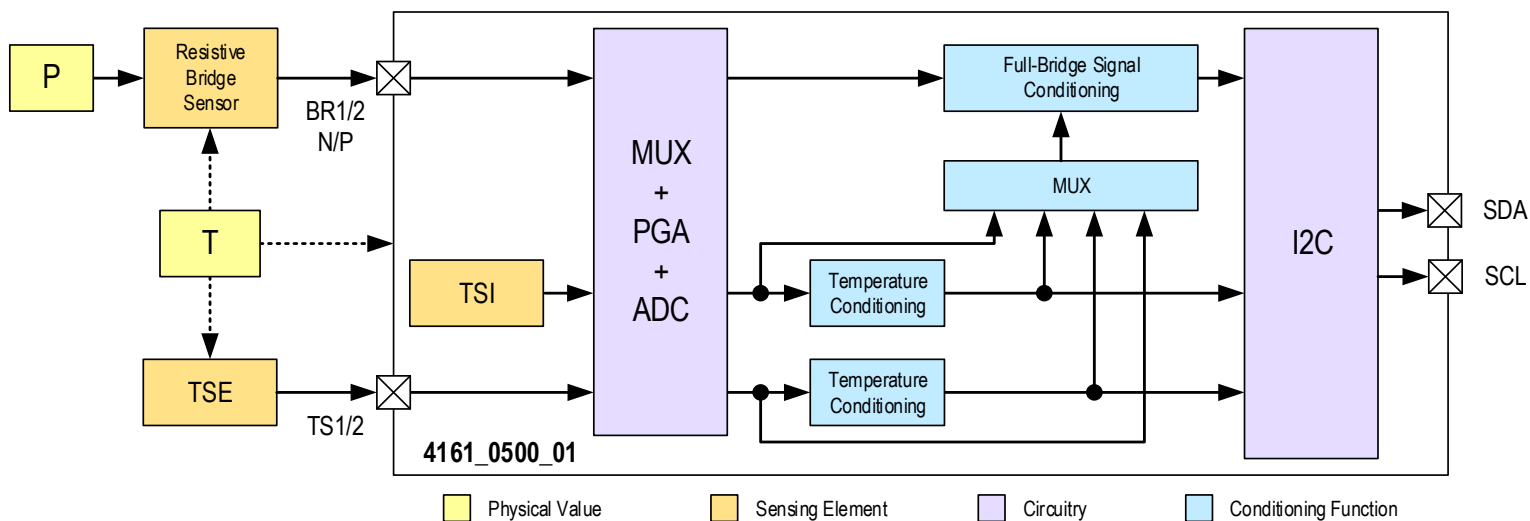 P
Resistive
Bridge
Sensor
BR1/2
N/P
T
TSE
TS1/2
TSI
MUX
+
PGA
+
ADC
Full-Bridge Signal
Conditioning
MUX
Temperature
Conditioning
Temperature
Conditioning
I2C
SDA
SCL
4161_0500_01
Physical Value
Sensing Element
Circuitry
Conditioning Function